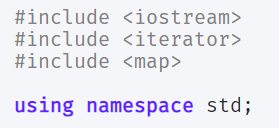 #include <iostream>
#include <iterator>
#include <map>
using namespace std;